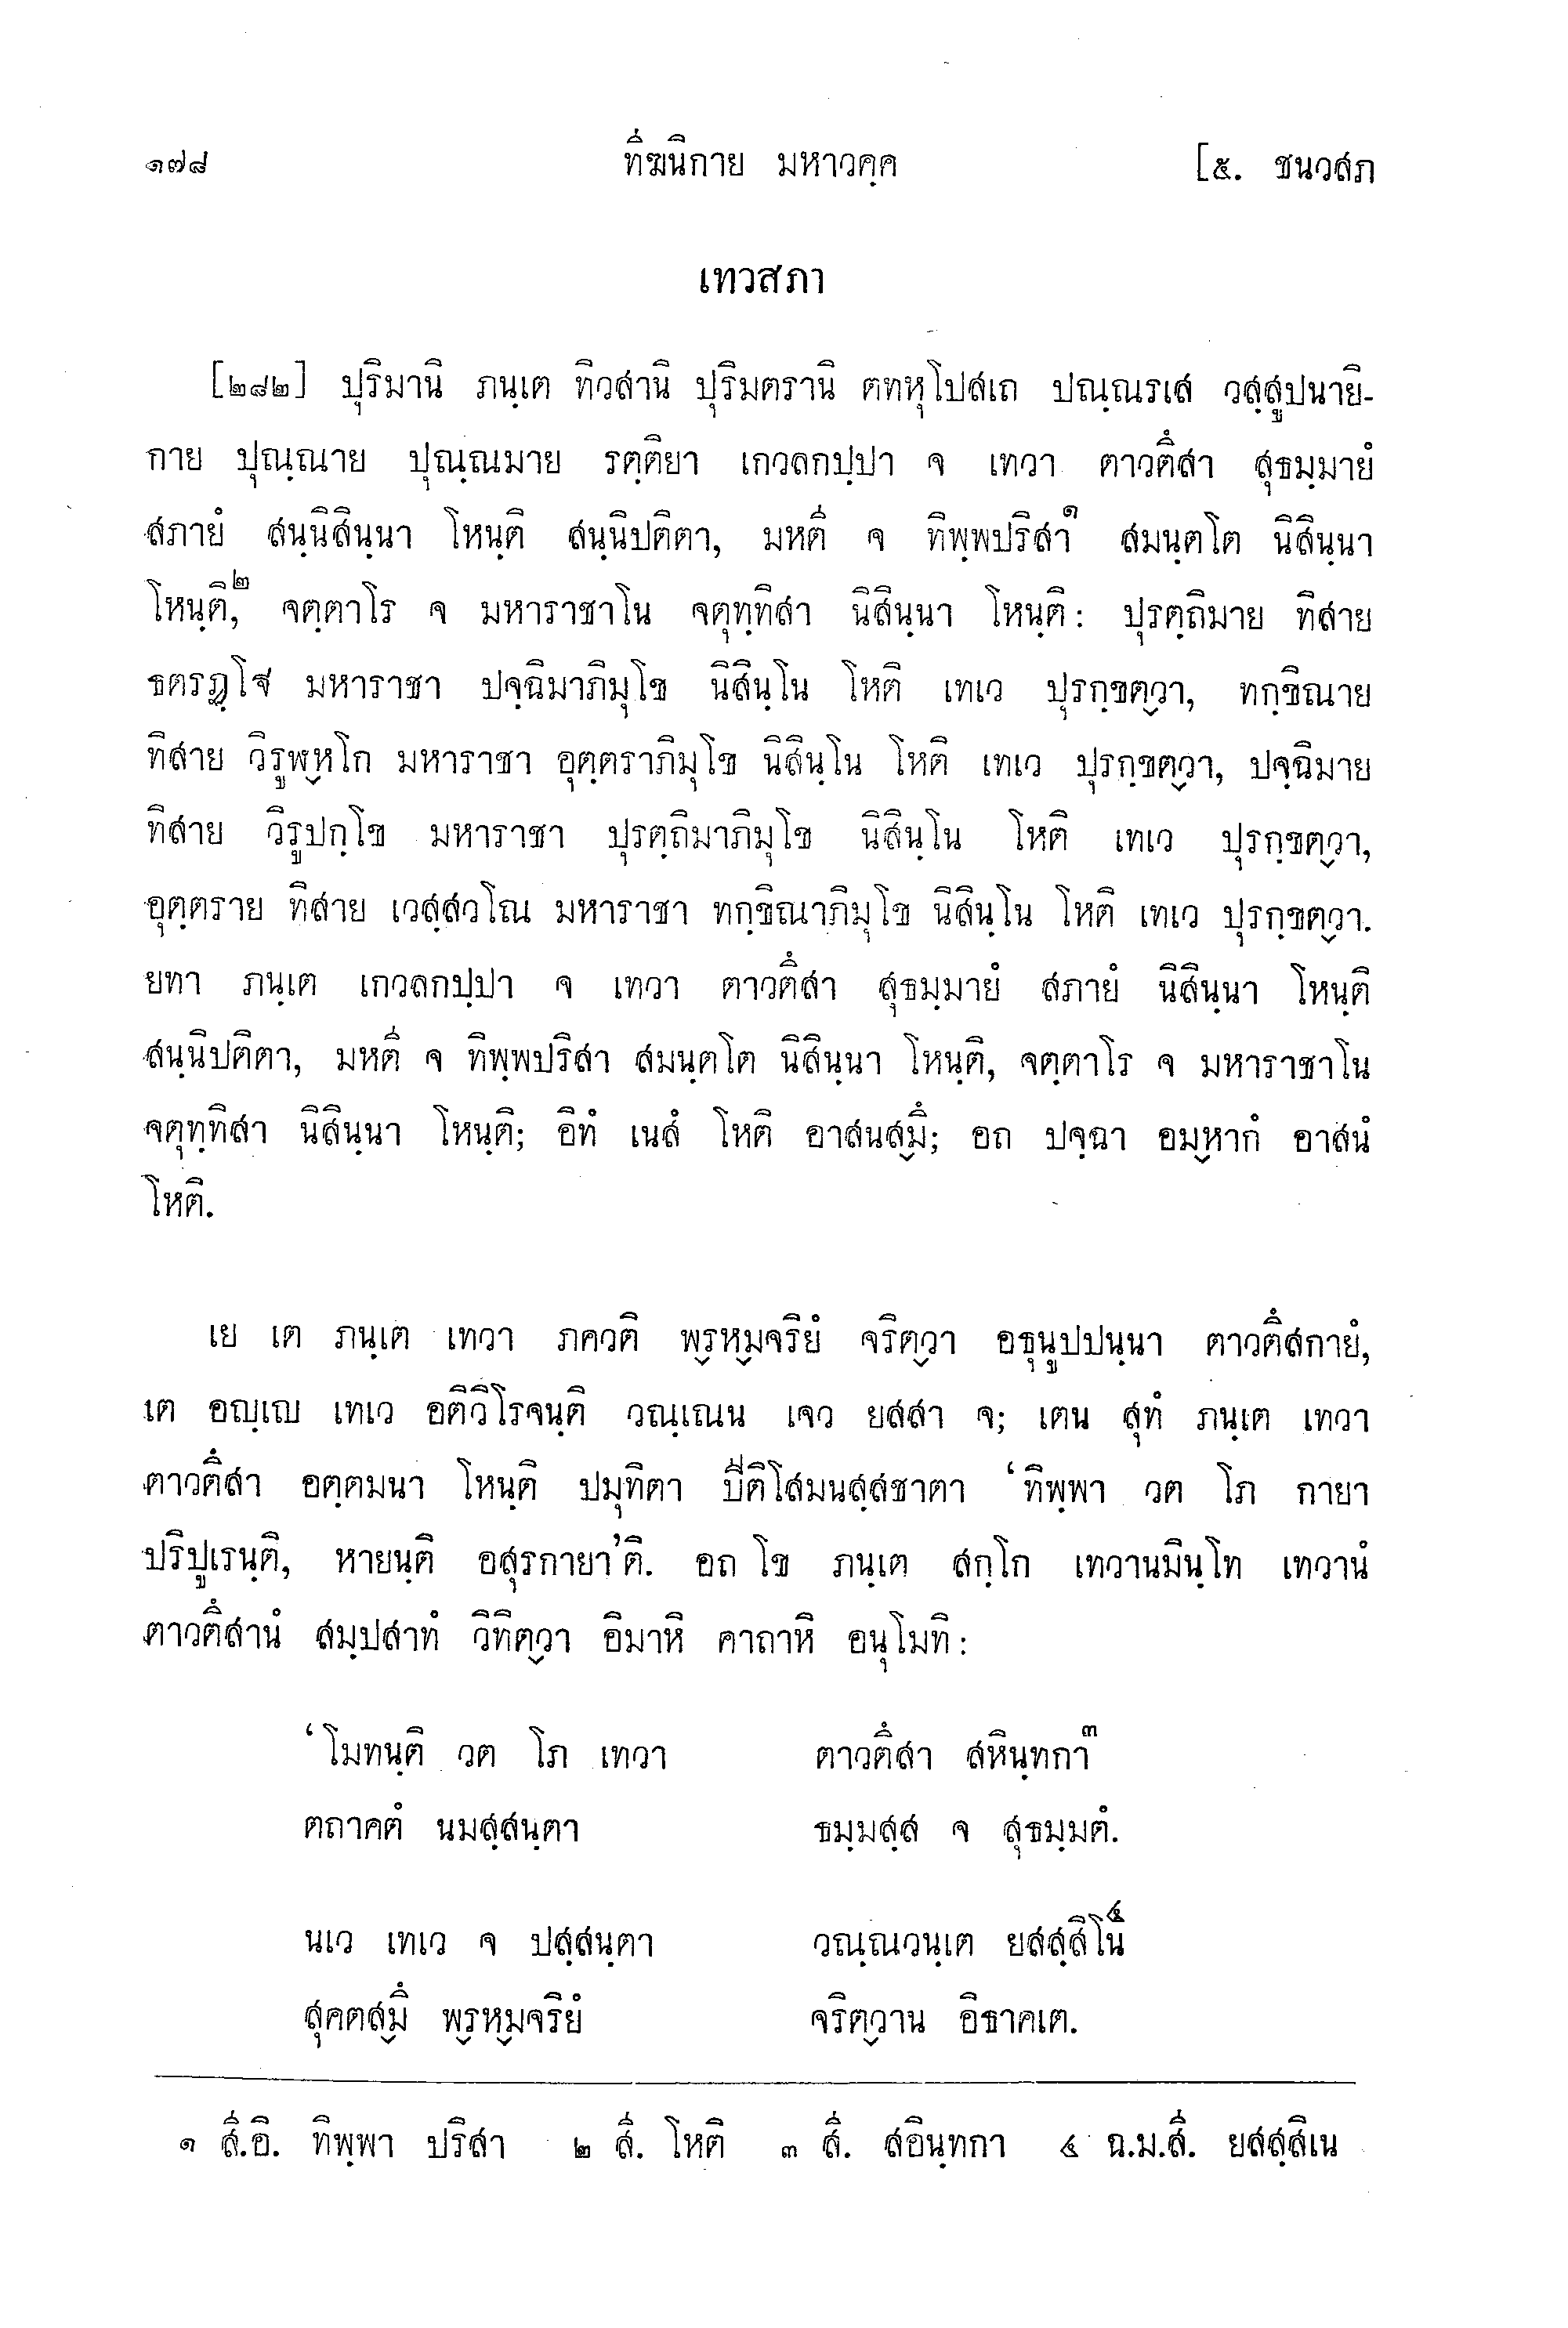 ๑๗๘ ทีฆนิกาย มหาวคฺค [๕. ชนวสภ
เทวสภา
[๒๘๒] ปุริมานิ ภนฺเต ทิวสานิ ปุริมตรานิ ตทหุโปสเถ ปณฺณรเส วสฺสูปนายิ-
กาย ปุณฺณาย ปุณฺณมาย รตฺติยา เกวลกปฺปา จ เทวา ตาวตึสา สุธมฺมายํ
สภายํ สนฺนิสินฺนา โหนฺติ สนฺนิปติตา, มหตี จ ทิพฺพปริสา๑ สมนฺตโต นิสินฺนา
โหนฺติ,๒ จตฺตาโร จ มหาราชาโน จตุทฺทิสา นิสินฺนา โหนฺติ: ปุรตฺถิมาย ทิสาย
ธตรฏฺโฐ มหาราชา ปจฺฉิมาภิมุโข นิสินฺโน โหติ เทเว ปุรกฺขตฺวา, ทกฺขิณาย
ทิสาย วิรูฬฺหโก มหาราชา อุตฺตราภิมุโข นิสินฺโน โหติ เทเว ปุรกฺขตฺวา, ปจฺฉิมาย
ทิสาย วิรูปกฺโข มหาราชา ปุรตฺถิมาภิมุโข นิสินฺโน โหติ เทเว ปุรกฺขตฺวา,
อุตฺตราย ทิสาย เวสฺสวโณ มหาราชา ทกฺขิณาภิมุโข นิสินฺโน โหติ เทเว ปุรกฺขตฺวา.
ยทา ภนฺเต เกวลกปฺปา จ เทวา ตาวตึสา สุธมฺมายํ สภายํ นิสินฺนา โหนฺติ
สนฺนิปติตา, มหตี จ ทิพฺพปริสา สมนฺตโต นิสินฺนา โหนฺติ, จตฺตาโร จ มหาราชาโน
จตุทฺทิสา นิสินฺนา โหนฺติ; อิทํ เนสํ โหติ อาสนสฺมึ; อถ ปจฺฉา อมฺหากํ อาสนํ
โหติ.
เย เต ภนฺเต เทวา ภควติ พฺรหฺมจริยํ จริตฺวา อธุนูปปนฺนา ตาวตึสกายํ,
เต อญฺเญ เทเว อติวิโรจนฺติ วณฺเณน เจว ยสสา จ; เตน สุทํ ภนฺเต เทวา
ตาวตึสา อตฺตมนา โหนฺติ ปมุทิตา ปีติโสมนสฺสชาตา ‘ทิพฺพา วต โภ กายา
ปริปูเรนฺติ, หายนฺติ อสุรกายา’ติ. อถ โข ภนฺเต สกฺโก เทวานมินฺโท เทวานํ
ตาวตึสานํ สมฺปสาทํ วิทิตฺวา อิมาหิ คาถาหิ อนุโมทิ:
‘โมทนฺติ วต โภ เทวา ตาวตึสา สหินฺทกา๓
ตถาคตํ นมสฺสนฺตา ธมฺมสฺส จ สุธมฺมตํ.
นเว เทเว จ ปสฺสนฺตา วณฺณวนฺเต ยสสฺสิโน๔
สุคตสฺมึ พฺรหฺมจริยํ จริตฺวาน อิธาคเต.
๑ สี.อิ. ทิพฺพา ปริสา ๒ สี. โหติ ๓ สี. สอินฺทกา ๔ ฉ.ม.สี. ยสสฺสิเน